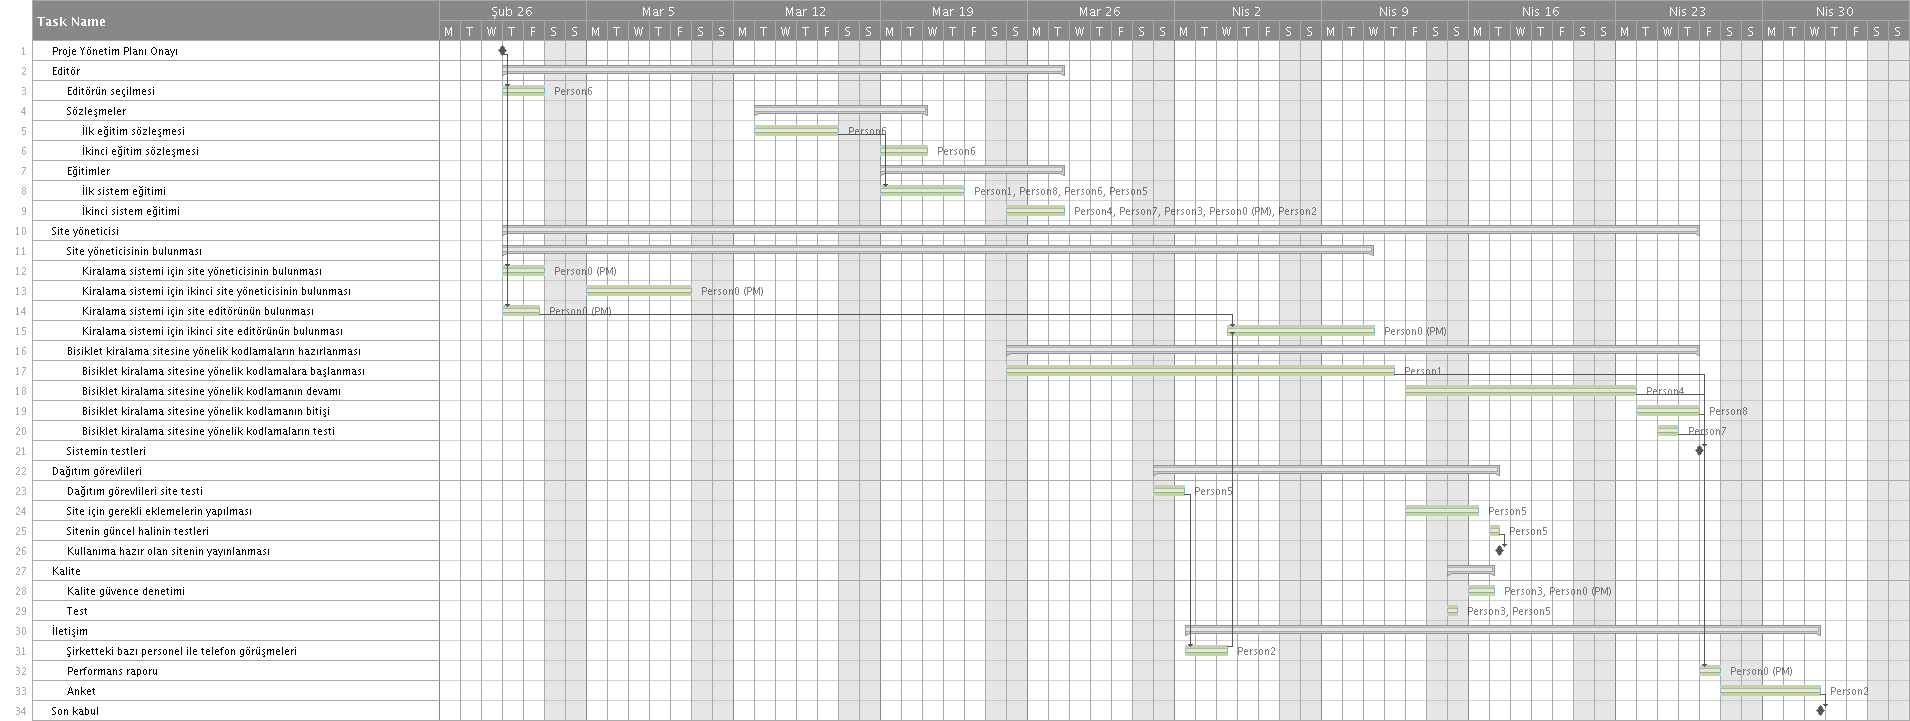 Task Name
Şub 26 Mar 5 Mar 12 Mar 19 Mar 26 Nis 2 Nis 9 Nis 16 Nis 23 Nis 30
M T W T F S S M T W T F S S M T W T F S S M T W T F S S M T W T F S S M T W T F S S M T W T F S S M T W T F S S M T W T F S S M T W T F S S
1 Proje Yönetim Planı Onayı
2 Editör
3 Editörün seçilmesi Person6
4 Sözleşmeler
5 İlk eğitim sözleşmesi Person6
6 İkinci eğitim sözleşmesi Person6
7 Eğitimler
8 İlk sistem eğitimi Person1, Person8, Person6, Person5
9 İkinci sistem eğitimi Person4, Person7, Person3, Person0 (PM), Person2
10 Site yöneticisi
11 Site yöneticisinin bulunması
12 Kiralama sistemi için site yöneticisinin bulunması Person0 (PM)
13 Kiralama sistemi için ikinci site yöneticisinin bulunması Person0 (PM)
14 Kiralama sistemi için site editörünün bulunması Person0 (PM)
15 Kiralama sistemi için ikinci site editörünün bulunması Person0 (PM)
16 Bisiklet kiralama sitesine yönelik kodlamaların hazırlanması
17 Bisiklet kiralama sitesine yönelik kodlamalara başlanması Person1
18 Bisiklet kiralama sitesine yönelik kodlamanın devamı Person4
19 Bisiklet kiralama sitesine yönelik kodlamanın bitişi Person8
20 Bisiklet kiralama sitesine yönelik kodlamaların testi Person7
21 Sistemin testleri
22 Dağıtım görevlileri
23 Dağıtım görevlileri site testi Person5
24 Site için gerekli eklemelerin yapılması Person5
25 Sitenin güncel halinin testleri Person5
26 Kullanıma hazır olan sitenin yayınlanması
27 Kalite
28 Kalite güvence denetimi Person3, Person0 (PM)
29 Test Person3, Person5
30 İletişim
31 Şirketteki bazı personel ile telefon görüşmeleri Person2
32 Performans raporu Person0 (PM)
33 Anket Person2
34 Son kabul